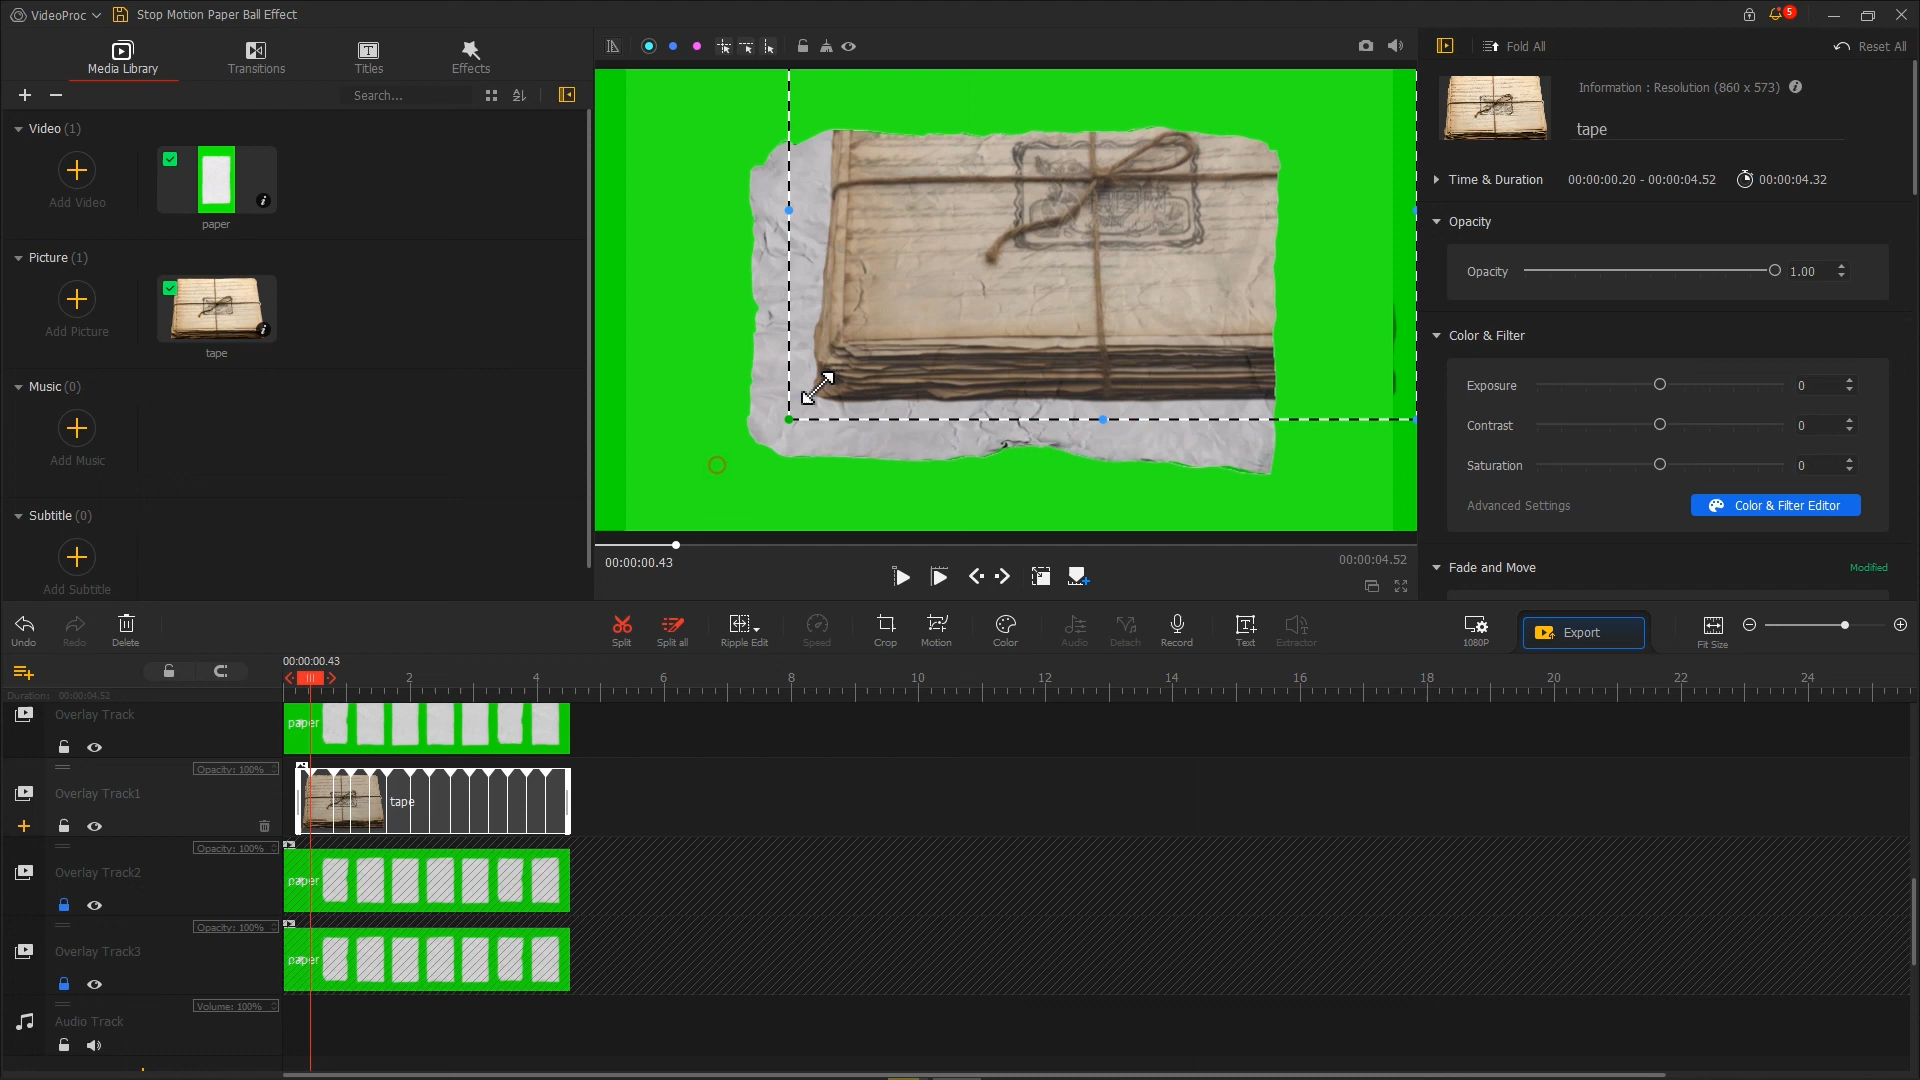 VideoProc
Stop Motion Paper Ball Effect
5
Media Library
Transitions
Titles
Effects
Search...
Fold All
Reset All
Video (1)
Add Video
paper
Picture (1)
Add Picture
tape
Music (0)
Add Music
Subtitle (0)
Add Subtitle
Information : Resolution (860 x 573)
tape
Time & Duration
00:00:00.20 - 00:00:04.52
00:00:04.32
Opacity
Opacity
1.00
Color & Filter
Exposure
0
Contrast
0
Saturation
0
Advanced Settings
Color & Filter Editor
Fade and Move
Modified
00:00:00.43
00:00:04.52
Undo
Redo
Delete
Split
Split all
Ripple Edit
Speed
Crop
Motion
Color
Audio
Detach
Record
Text
Extractor
1080P
Export
Fit Size
00:00:00.43
2 4 6 8 10 12 14 16 18 20 22 24
Duration: 00:00:04.52
Overlay Track
paper
Opacity: 100%
Overlay Track1
tape
Opacity: 100%
Overlay Track2
paper
Opacity: 100%
Overlay Track3
paper
Volume: 100%
Audio Track